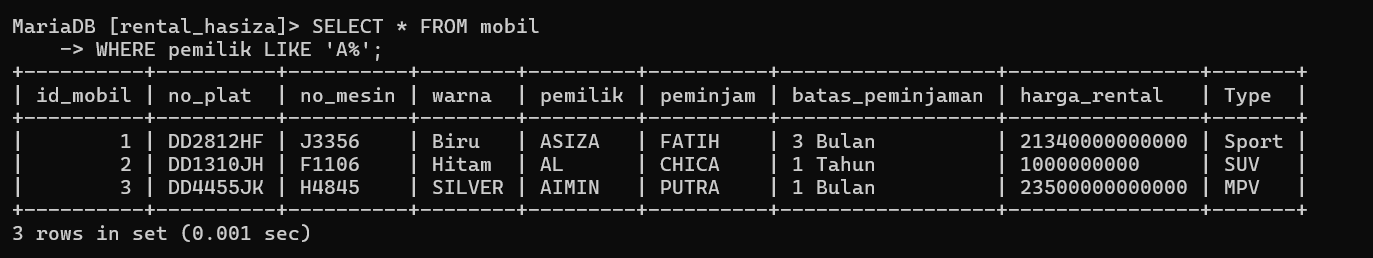 MariaDB [rental_hasiza]> SELECT * FROM mobil
    -> WHERE pemilik LIKE 'A%';
+----------+----------+----------+--------+---------+----------+------------------+----------------+-------+
| id_mobil | no_plat  | no_mesin | warna  | pemilik | peminjam | batas_peminjaman | harga_rental   | Type  |
+----------+----------+----------+--------+---------+----------+------------------+----------------+-------+
|        1 | DD2812HF | J3356    | Biru   | ASIZA   | FATIH    | 3 Bulan          | 21340000000000 | Sport |
|        2 | DD1310JH | F1106    | Hitam  | AL      | CHICA    | 1 Tahun          | 1000000000     | SUV   |
|        3 | DD4455JK | H4845    | SILVER | AIMIN   | PUTRA    | 1 Bulan          | 23500000000000 | MPV   |
+----------+----------+----------+--------+---------+----------+------------------+----------------+-------+
3 rows in set (0.001 sec)